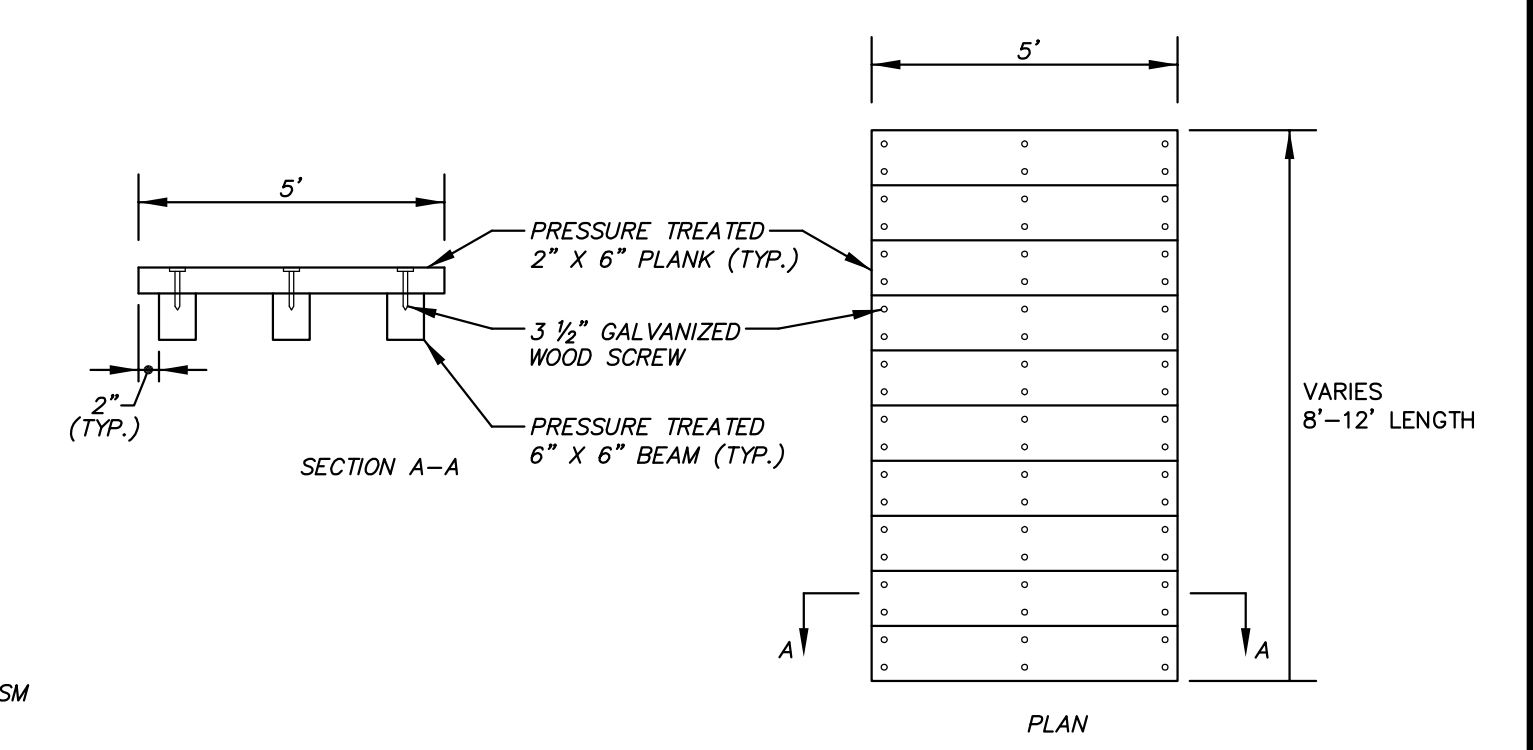 5'
5'
PRESSURE TREATED
2" X 6" PLANK (TYP.)
3 ½" GALVANIZED
WOOD SCREW
2"
(TYP.)
PRESSURE TREATED
6" X 6" BEAM (TYP.)
SECTION A-A
VARIES
8'-12' LENGTH
A
A
SM
PLAN